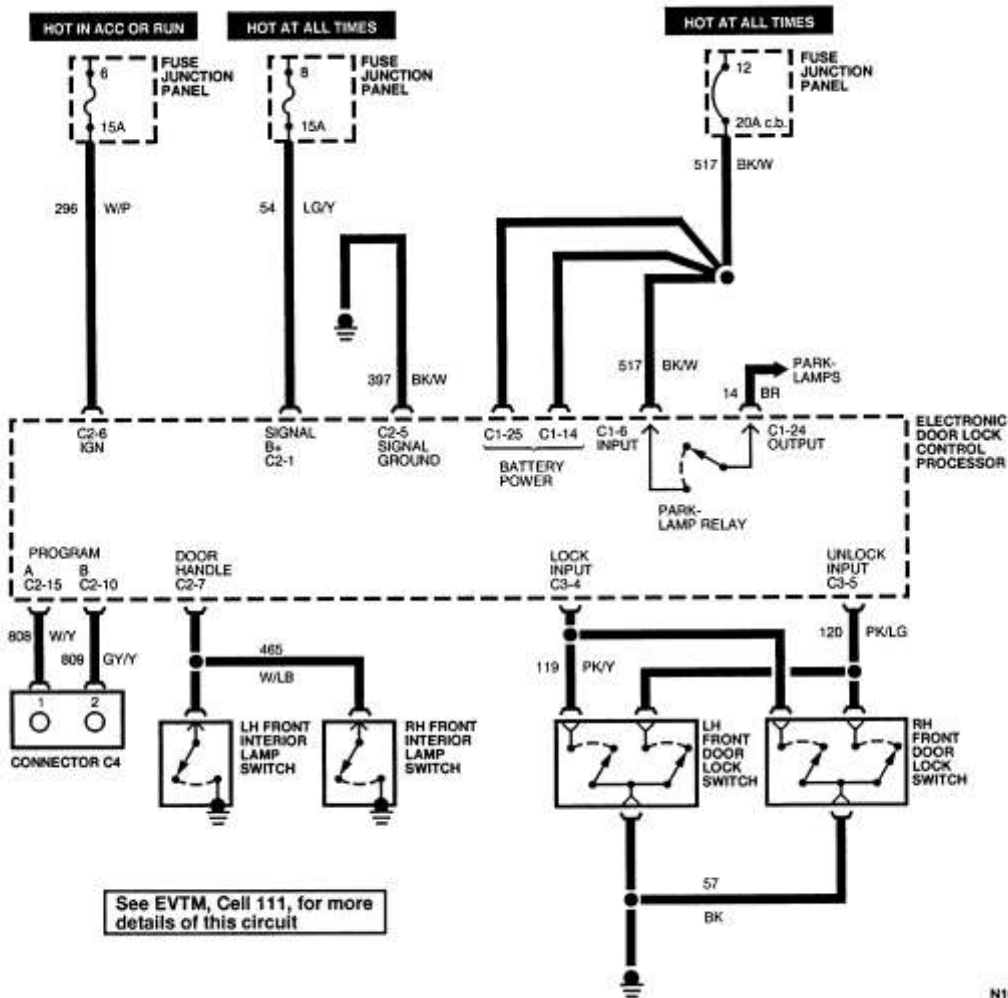 HOT IN ACC OR RUN
HOT AT ALL TIMES
HOT AT ALL TIMES
6
15A
FUSE
JUNCTION
PANEL
8
15A
FUSE
JUNCTION
PANEL
12
20A c.b.
FUSE
JUNCTION
PANEL
517 BK/W
296 W/P
54 LG/Y
397 BK/W
517 BK/W
14 BR
PARK-
LAMPS
C2-6
IGN
SIGNAL
B+
C2-1
C2-5
SIGNAL
GROUND
C1-25
C1-14
BATTERY
POWER
C1-6
INPUT
C1-24
OUTPUT
PARK-
LAMP RELAY
ELECTRONIC
DOOR LOCK
CONTROL
PROCESSOR
PROGRAM
A B
C2-15 C2-10
DOOR
HANDLE
C2-7
LOCK
INPUT
C3-4
UNLOCK
INPUT
C3-5
808 W/Y
809 GY/Y
465
W/LB
119 PK/Y
120 PK/LG
1 2
CONNECTOR C4
LH FRONT
INTERIOR
LAMP
SWITCH
RH FRONT
INTERIOR
LAMP
SWITCH
LH
FRONT
DOOR
LOCK
SWITCH
RH
FRONT
DOOR
LOCK
SWITCH
57
BK
See EVTM, Cell 111, for more
details of this circuit
N1